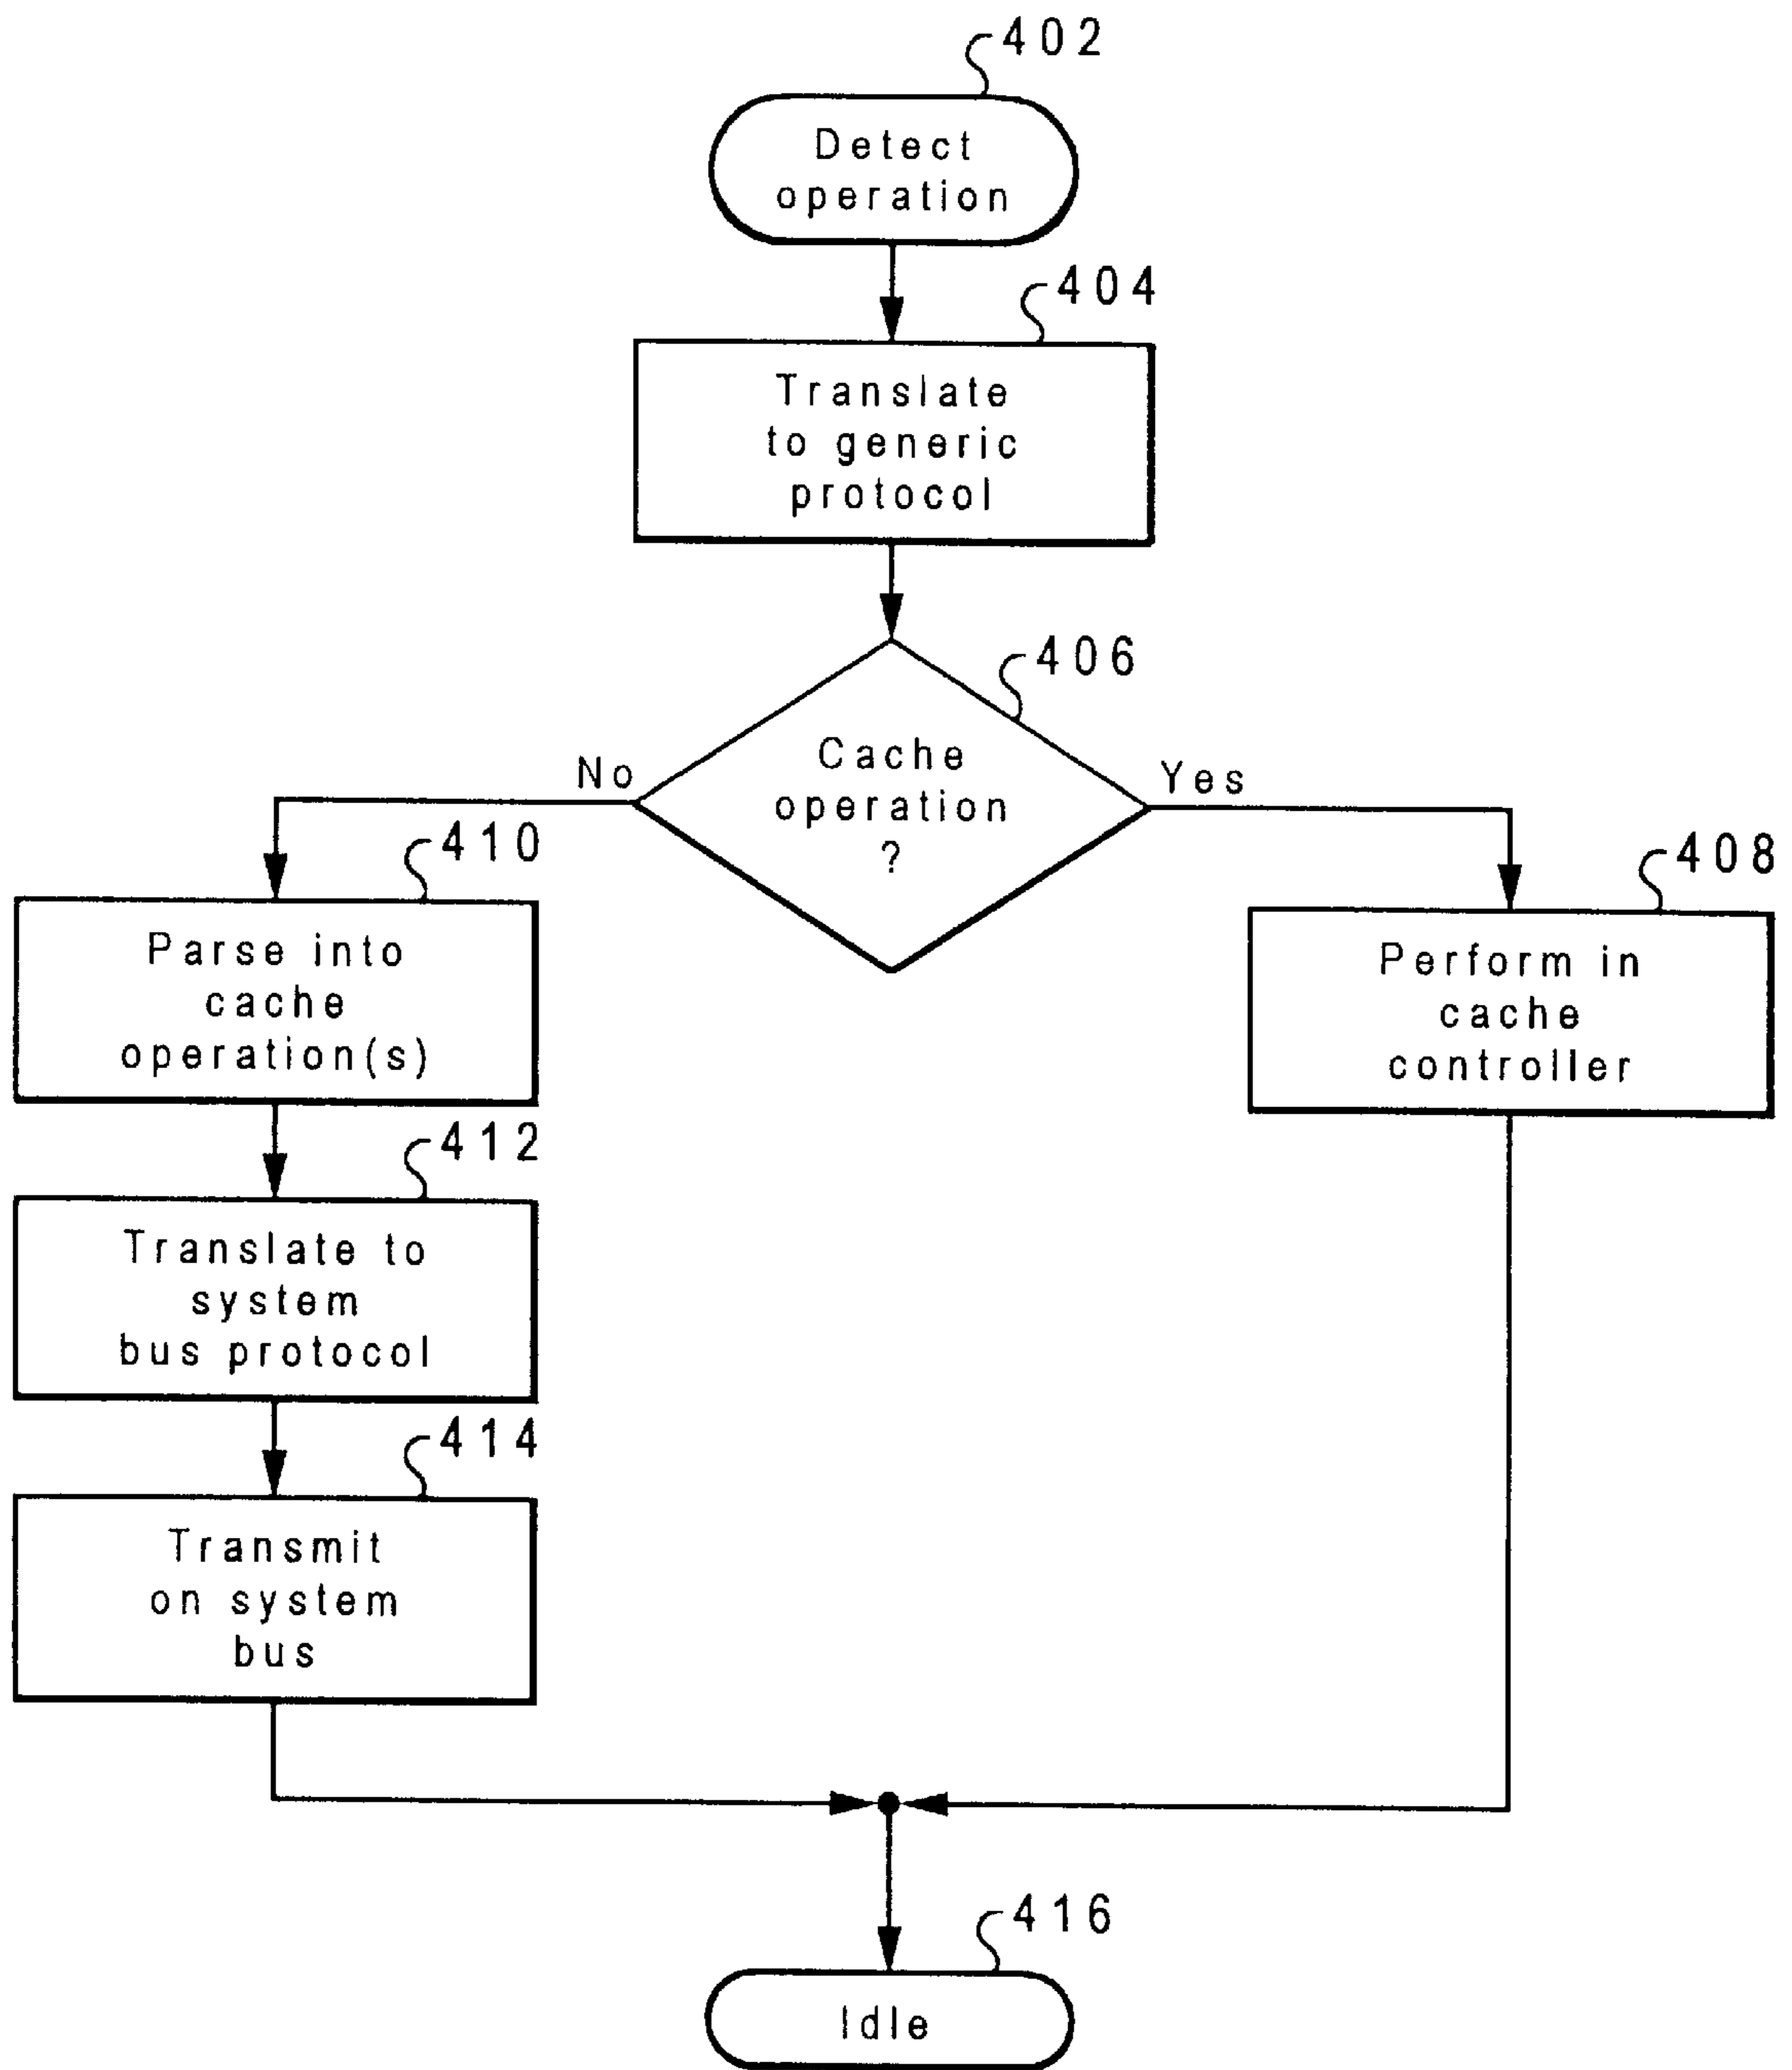 402
Detect
operation
404
Translate
to generic
protocol
406
Cache
operation
?
No
Yes
410
Parse into
cache
operation(s)
408
Perform in
cache
controller
412
Translate to
system
bus protocol
414
Transmit
on system
bus
416
Idle